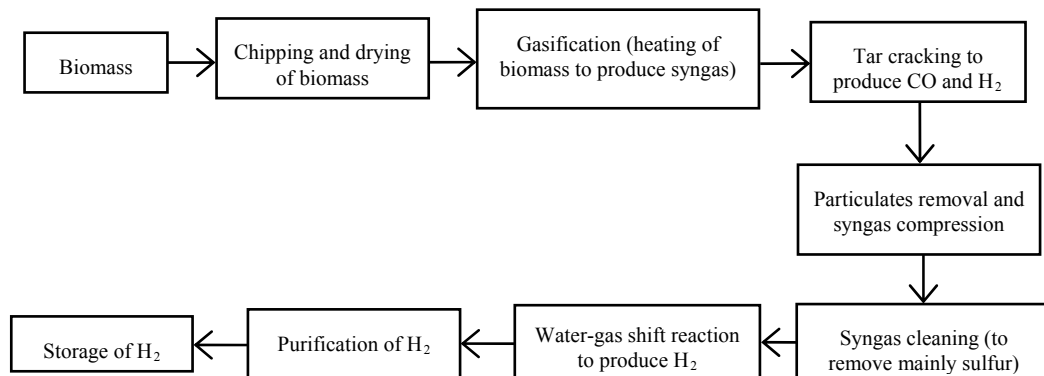 Biomass
Chipping and drying
of biomass
Gasification (heating of
biomass to produce syngas)
Tar cracking to
produce CO and H₂
Particulates removal and
syngas compression
Syngas cleaning (to
remove mainly sulfur)
Water-gas shift reaction
to produce H₂
Purification of H₂
Storage of H₂